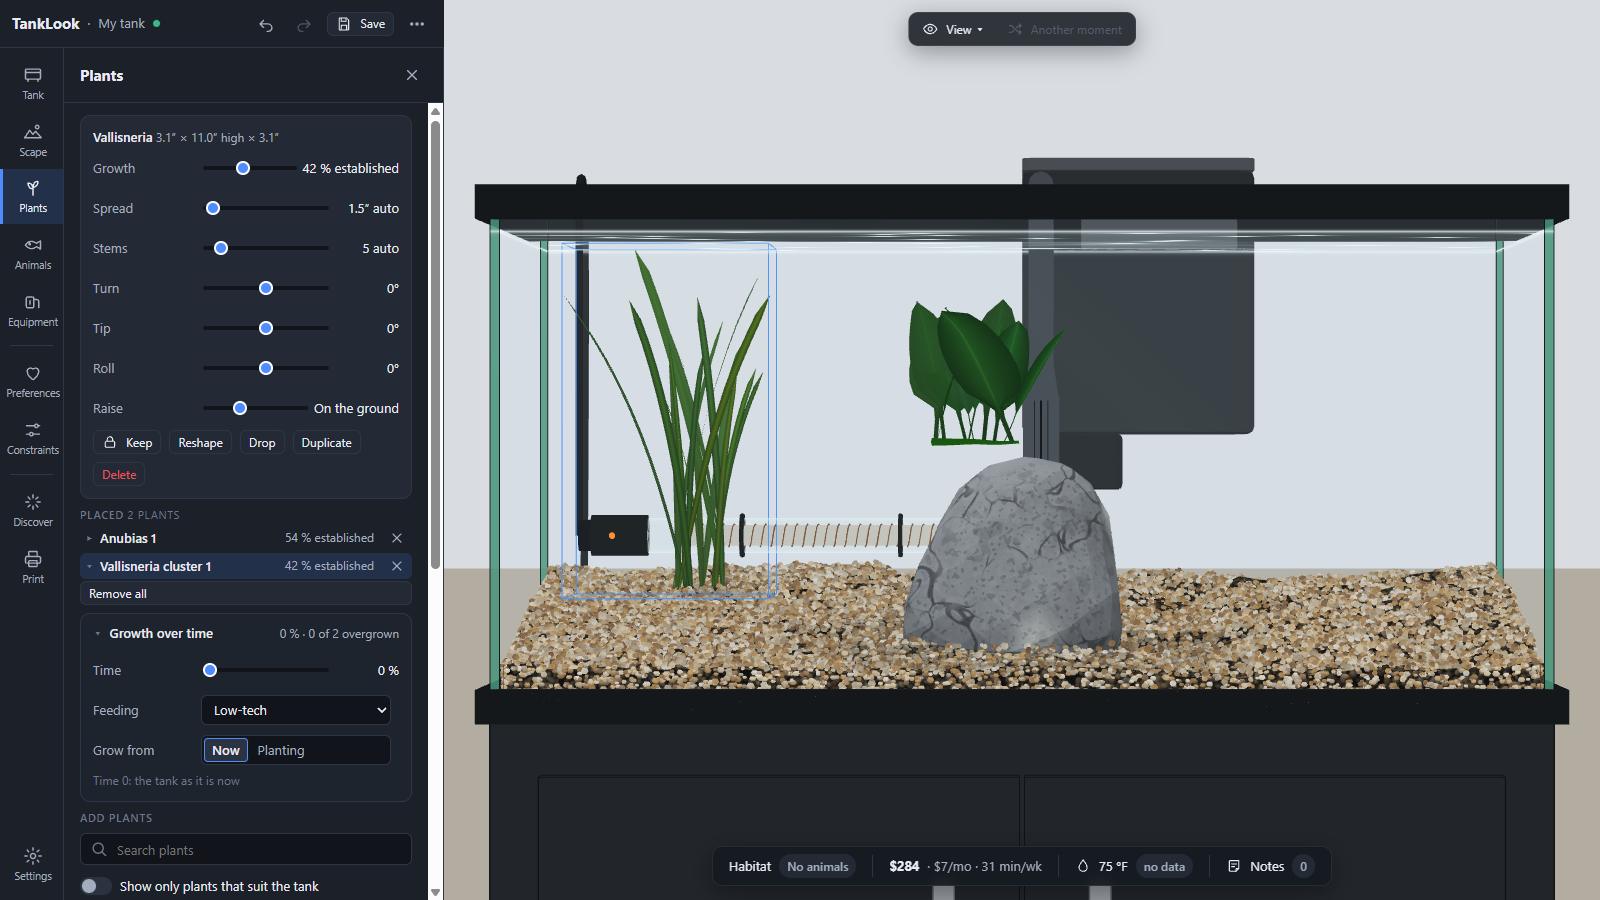 TankLook · My tank
Save
View
Another moment
Tank
Scape
Plants
Animals
Equipment
Preferences
Constraints
Discover
Print
Settings
Plants
Vallisneria 3.1″ × 11.0″ high × 3.1″
Growth 42 % established
Spread 1.5″ auto
Stems 5 auto
Turn 0°
Tip 0°
Roll 0°
Raise On the ground
Keep Reshape Drop Duplicate
Delete
PLACED 2 PLANTS
Anubias 1 54 % established
Vallisneria cluster 1 42 % established
Remove all
Growth over time 0 % · 0 of 2 overgrown
Time 0 %
Feeding Low-tech
Grow from Now Planting
Time 0: the tank as it is now
ADD PLANTS
Search plants
Show only plants that suit the tank
Habitat No animals $284 · $7/mo · 31 min/wk 75 °F no data Notes 0